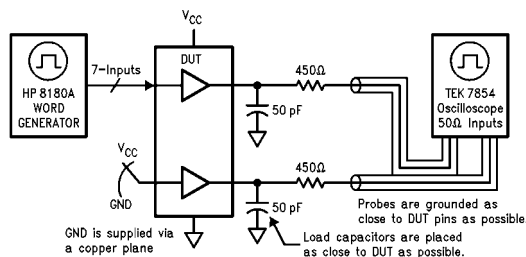 VCC
DUT
HP 8180A
WORD
GENERATOR
7-Inputs
450Ω
50 pF
TEK 7854
Oscilloscope
50Ω Inputs
VCC
GND
450Ω
50 pF
Probes are grounded as
close to DUT pins as possible.
GND is supplied via
a copper plane
Load capacitors are placed
as close to DUT as possible.